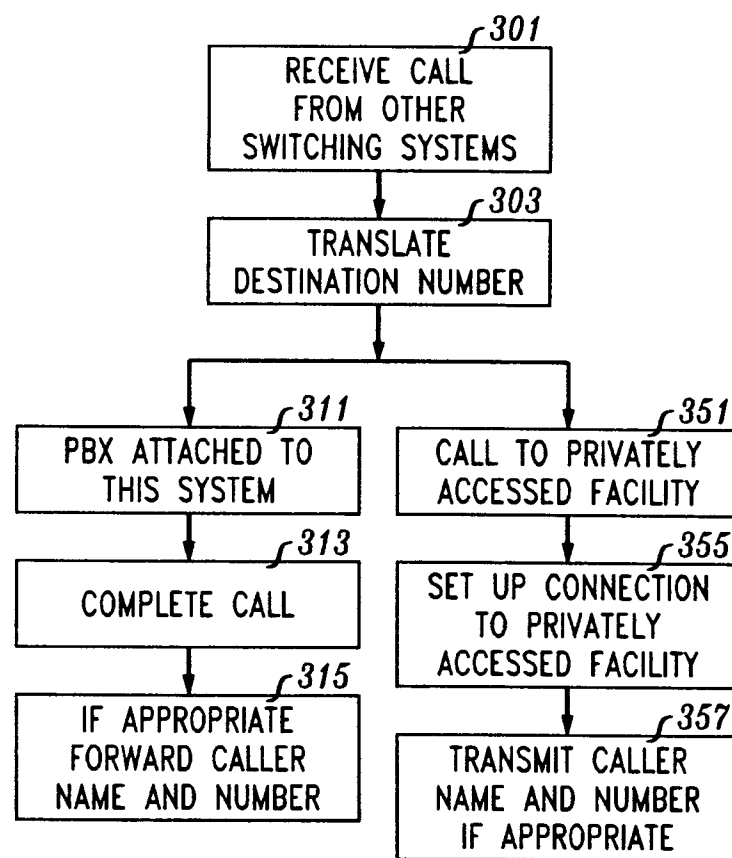 301
RECEIVE CALL
FROM OTHER
SWITCHING SYSTEMS
303
TRANSLATE
DESTINATION NUMBER
311
PBX ATTACHED TO
THIS SYSTEM
313
COMPLETE CALL
315
IF APPROPRIATE
FORWARD CALLER
NAME AND NUMBER
351
CALL TO PRIVATELY
ACCESSED FACILITY
355
SET UP CONNECTION
TO PRIVATELY
ACCESSED FACILITY
357
TRANSMIT CALLER
NAME AND NUMBER
IF APPROPRIATE